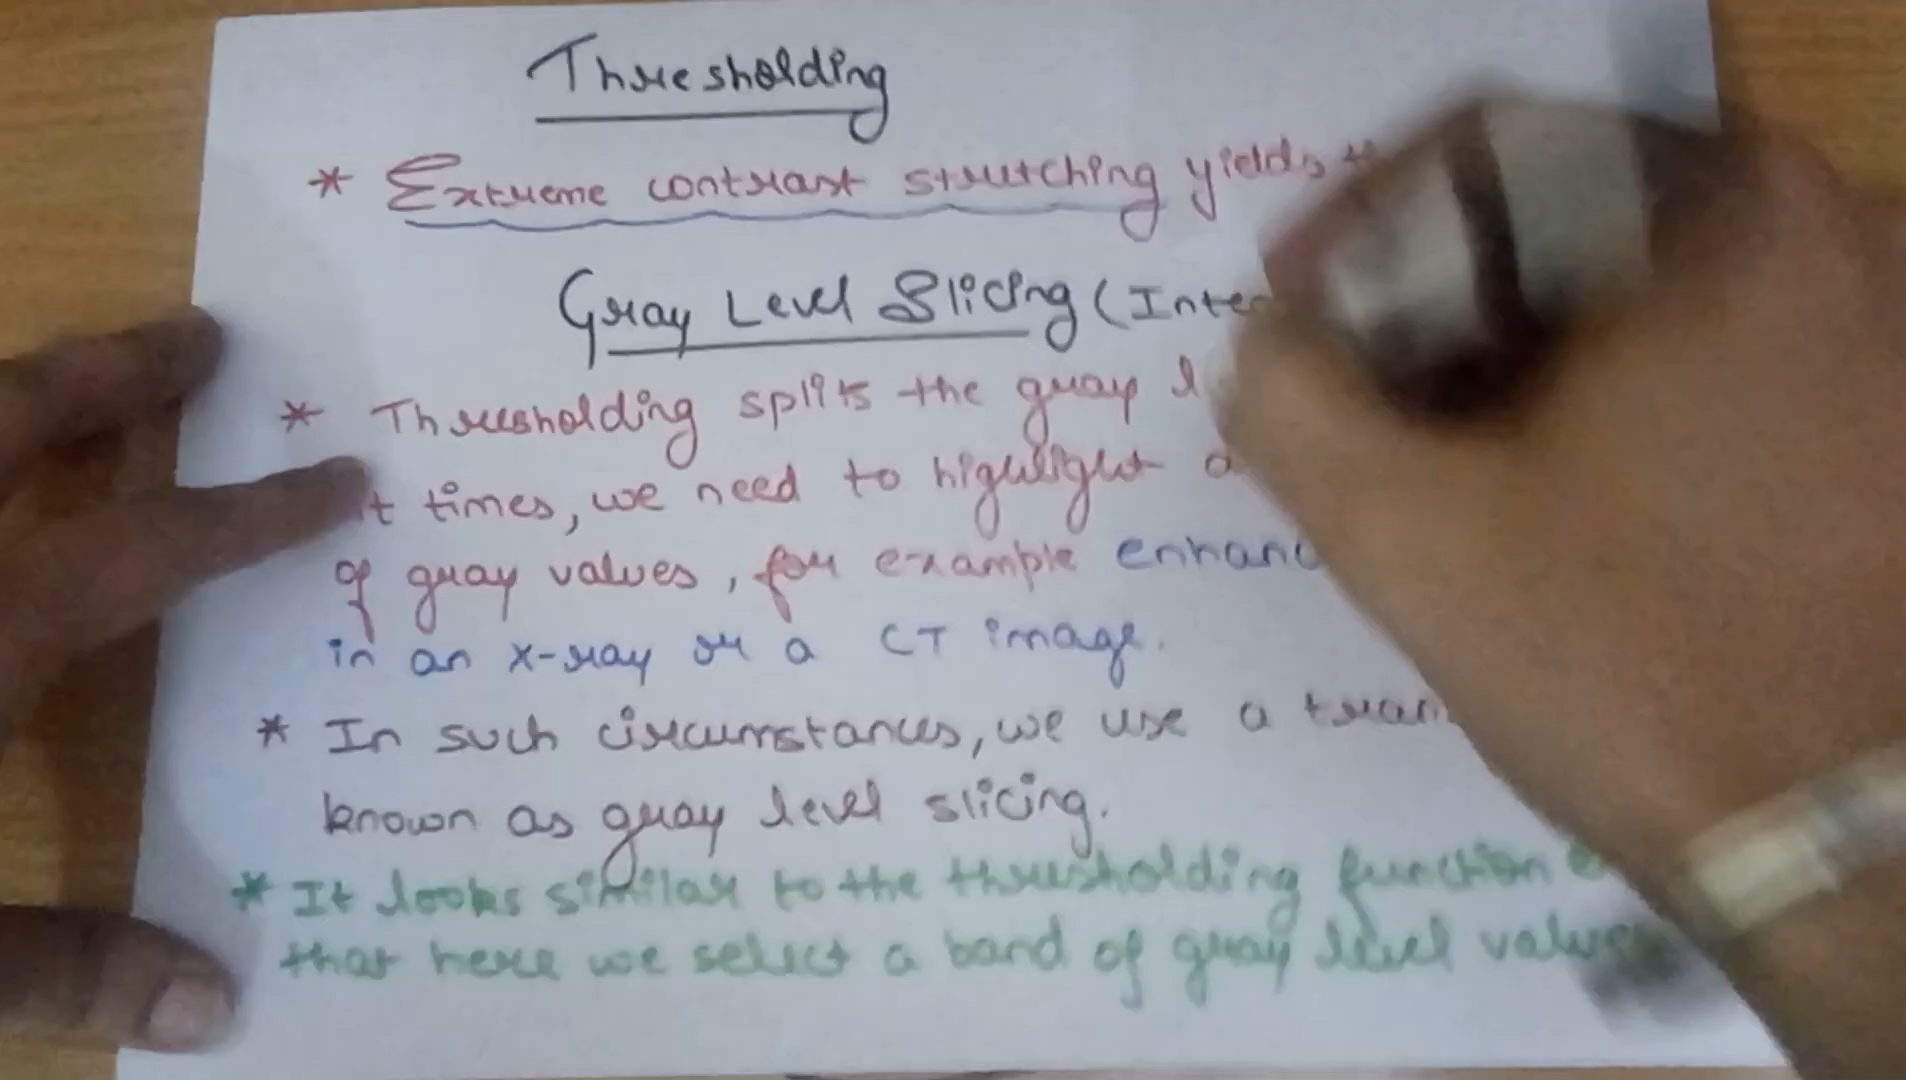 Thresholding
* Extreme contrast stretching yields
Gray Level Slicing (
* Thresholding splits the gray
times, we need to highlight
of gray values, for example
in an x-ray or a CT image.
* In such circumstances, we use a
known as gray level slicing.
* It looks similar to the thresholding function
that here we select a band of gray level values